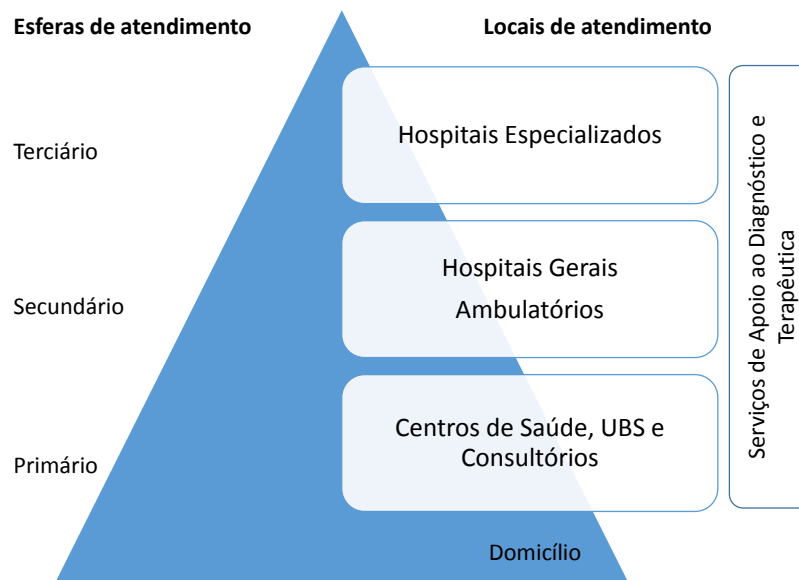 Esferas de atendimento
Locais de atendimento
Terciário
Hospitais Especializados
Secundário
Hospitais Gerais
Ambulatórios
Primário
Centros de Saúde, UBS e
Consultórios
Domicílio
Serviços de Apoio ao Diagnóstico e
Terapêutica